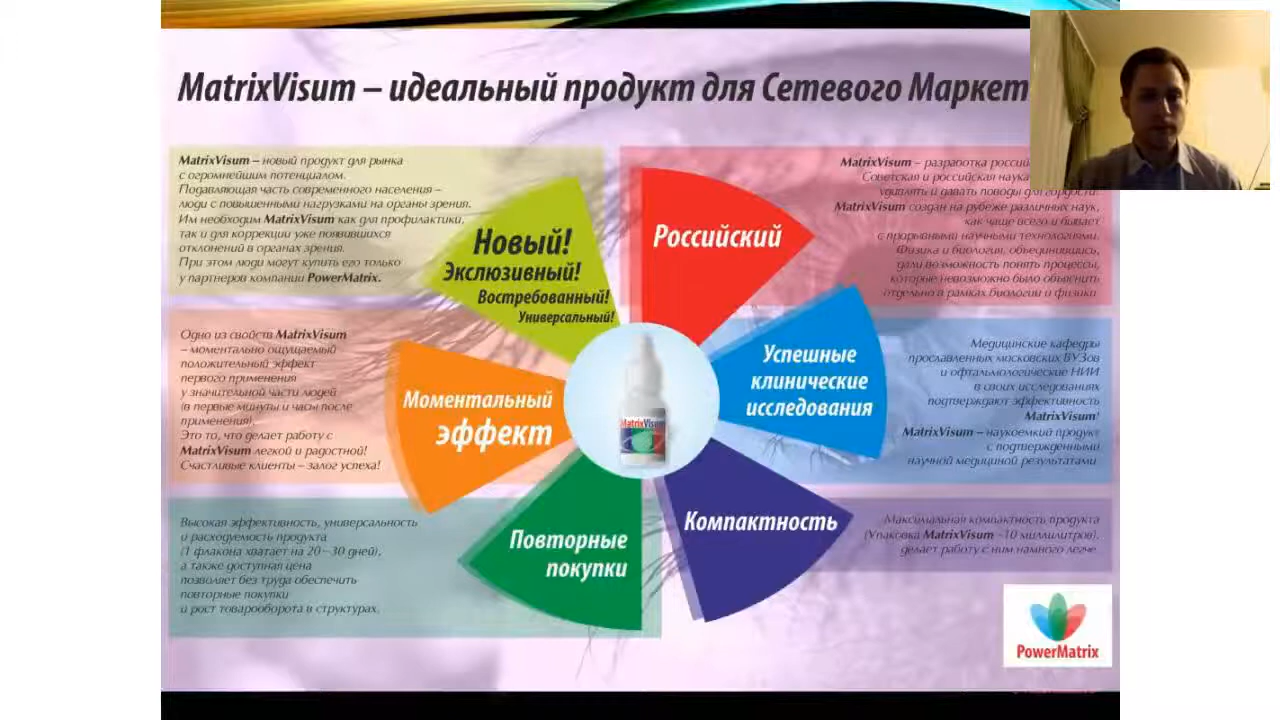 MatrixVisum – идеальный продукт для Сетевого Маркет
MatrixVisum – новый продукт для рынка
с огромнейшим потенциалом.
Подавляющая часть современного населения –
люди с повышенными нагрузками на органы зрения.
Им необходим MatrixVisum как для профилактики,
так и для коррекции уже появившихся
отклонений в органах зрения.
При этом люди могут купить его только
у партнеров компании PowerMatrix.
Новый!
Экслюзивный!
Востребованный!
Универсальный!
Российский
MatrixVisum – разработка россий
Советская и российская наука
удивлять и давать поводы для гордости.
MatrixVisum создан на рубеже различных наук,
как чаще всего и бывает
с прорывными научными технологиями.
Физика и биология, объединившись,
дали возможность понять процессы,
которые невозможно было объяснить
отдельно в рамках биологии и физики
Одно из свойств MatrixVisum
– моментально ощущаемый
положительный эффект
первого применения
у значительной части людей
(в первые минуты и часы после
применения).
Это то, что делает работу с
MatrixVisum легкой и радостной!
Счастливые клиенты – залог успеха!
Моментальный
эффект
Успешные
клинические
исследования
Медицинские кафедры
прославленных московских ВУЗов
и офтальмологические НИИ
в своих исследованиях
подтверждают эффективность
MatrixVisum!
MatrixVisum – наукоемкий продукт
с подтвержденными
научной медициной результатами
MatrixVisum
Высокая эффективность, универсальность
и расходуемость продукта
(1 флакона хватает на 20–30 дней),
а также доступная цена
позволяет без труда обеспечить
повторные покупки
и рост товарооборота в структурах.
Повторные
покупки
Компактность
Максимальная компактность продукта
(Упаковка MatrixVisum -10 миллилитров),
делает работу с ним намного легче.
PowerMatrix